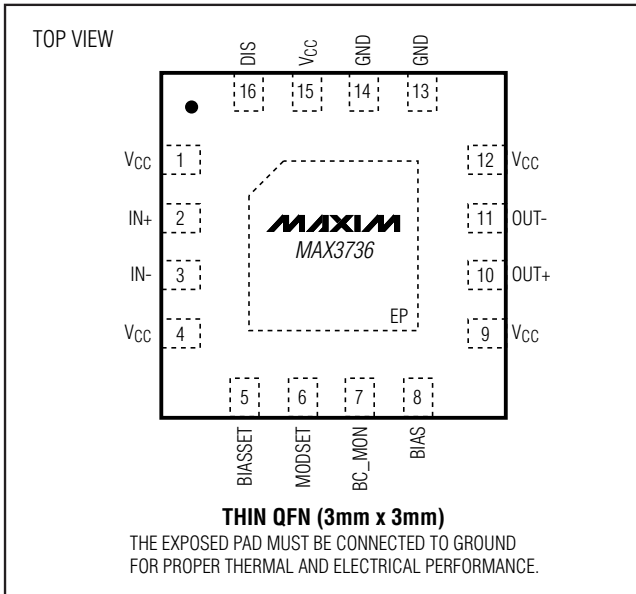 TOP VIEW
DIS
VCC
GND
GND
16
15
14
13
VCC 1
12 VCC
IN+ 2
11 OUT-
MAXIM
MAX3736
IN- 3
10 OUT+
EP
VCC 4
9 VCC
5
6
7
8
BIASSET
MODSET
BC_MON
BIAS
THIN QFN (3mm x 3mm)
THE EXPOSED PAD MUST BE CONNECTED TO GROUND
FOR PROPER THERMAL AND ELECTRICAL PERFORMANCE.